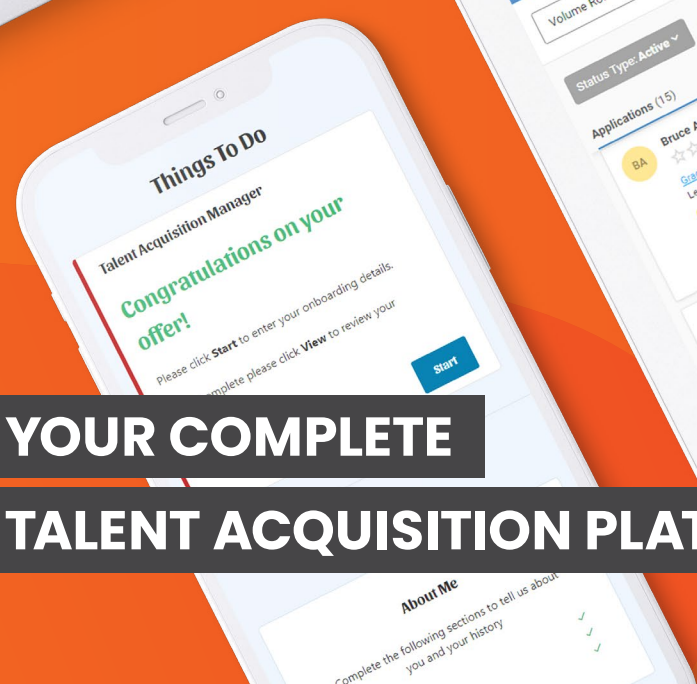 Things To Do
Talent Acquisition Manager
Congratulations on your
offer!
Please click Start to enter your onboarding details.
please click View to review your
Start
YOUR COMPLETE
TALENT ACQUISITION
About Me
Complete the following sections to tell us about
you and your history
Volume
Status Type: Active
Applications (15)
BA
Bruce